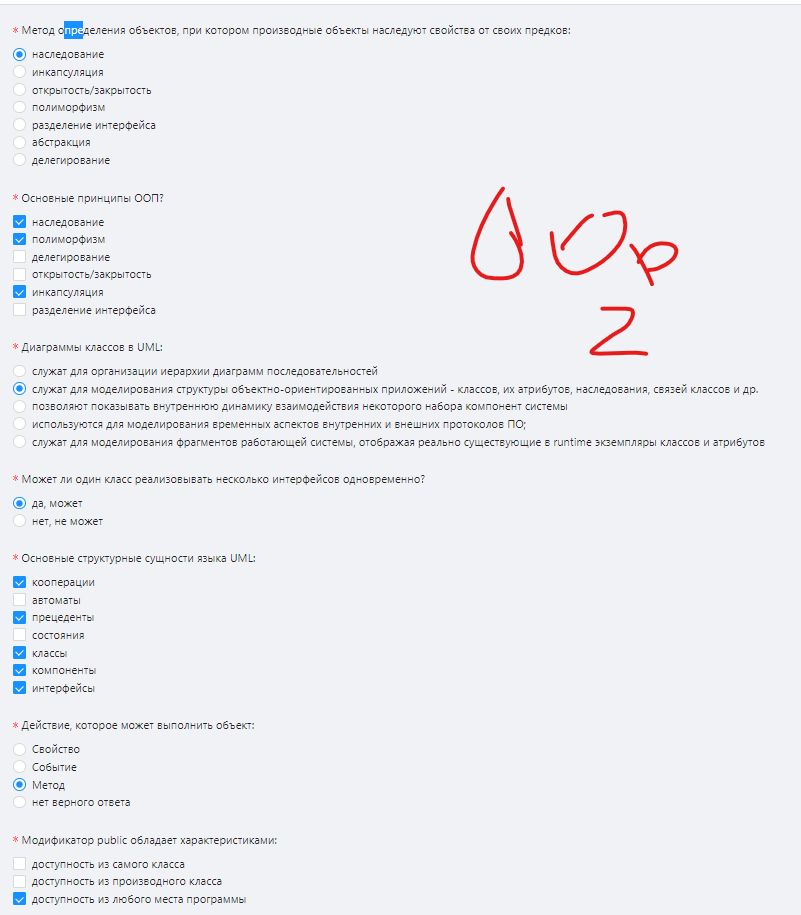 * Метод определения объектов, при котором производные объекты наследуют свойства от своих предков:
наследование
инкапсуляция
открытость/закрытость
полиморфизм
разделение интерфейса
абстракция
делегирование
* Основные принципы ООП?
наследование
полиморфизм
делегирование
открытость/закрытость
инкапсуляция
разделение интерфейса
* Диаграммы классов в UML:
служат для организации иерархии диаграмм последовательностей
служат для моделирования структуры объектно-ориентированных приложений - классов, их атрибутов, наследования, связей классов и др.
позволяют показывать внутреннюю динамику взаимодействия некоторого набора компонент системы
используются для моделирования временных аспектов внутренних и внешних протоколов ПО;
служат для моделирования фрагментов работающей системы, отображая реально существующие в runtime экземпляры классов и атрибутов
* Может ли один класс реализовывать несколько интерфейсов одновременно?
да, может
нет, не может
* Основные структурные сущности языка UML:
кооперации
автоматы
прецеденты
состояния
классы
компоненты
интерфейсы
* Действие, которое может выполнить объект:
Свойство
Событие
Метод
нет верного ответа
* Модификатор public обладает характеристиками:
доступность из самого класса
доступность из производного класса
доступность из любого места программы
OOp
2